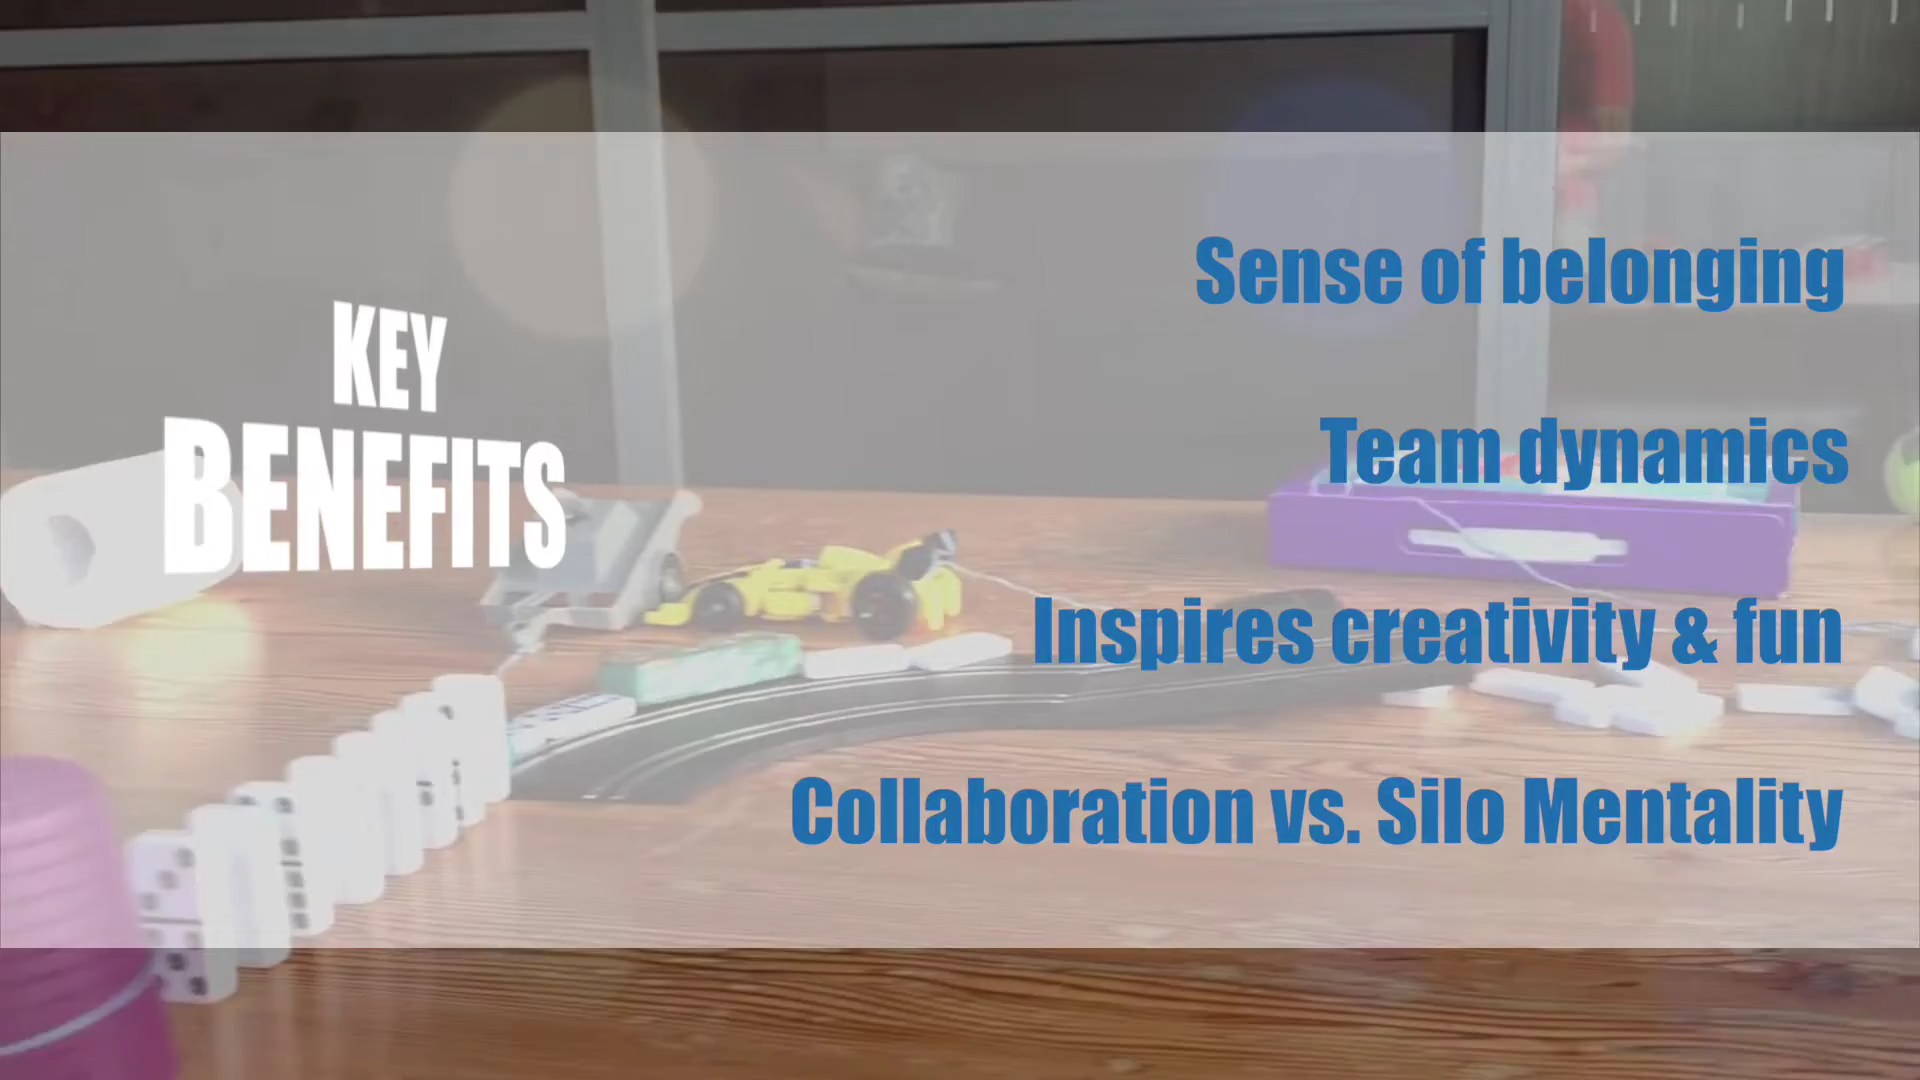 KEY
BENEFITS
Sense of belonging
Team dynamics
Inspires creativity & fun
Collaboration vs. Silo Mentality